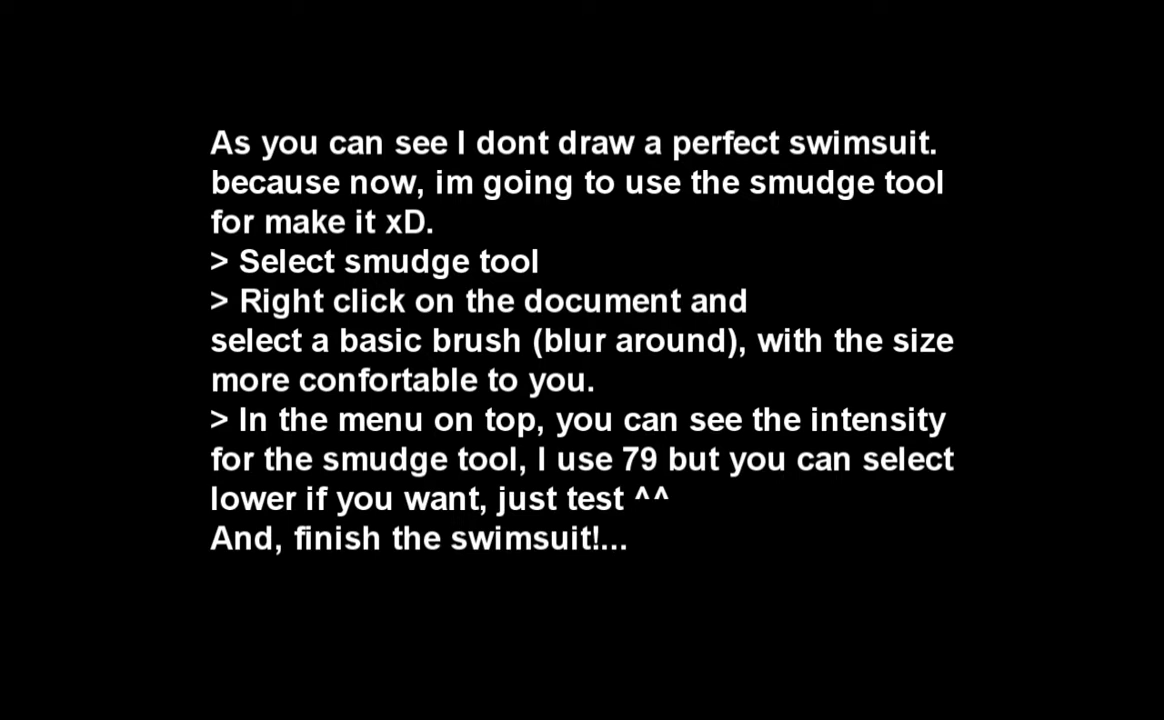 As you can see I dont draw a perfect swimsuit.
because now, im going to use the smudge tool
for make it xD.
> Select smudge tool
> Right click on the document and
select a basic brush (blur around), with the size
more confortable to you.
> In the menu on top, you can see the intensity
for the smudge tool, I use 79 but you can select
lower if you want, just test ^^
And, finish the swimsuit!...